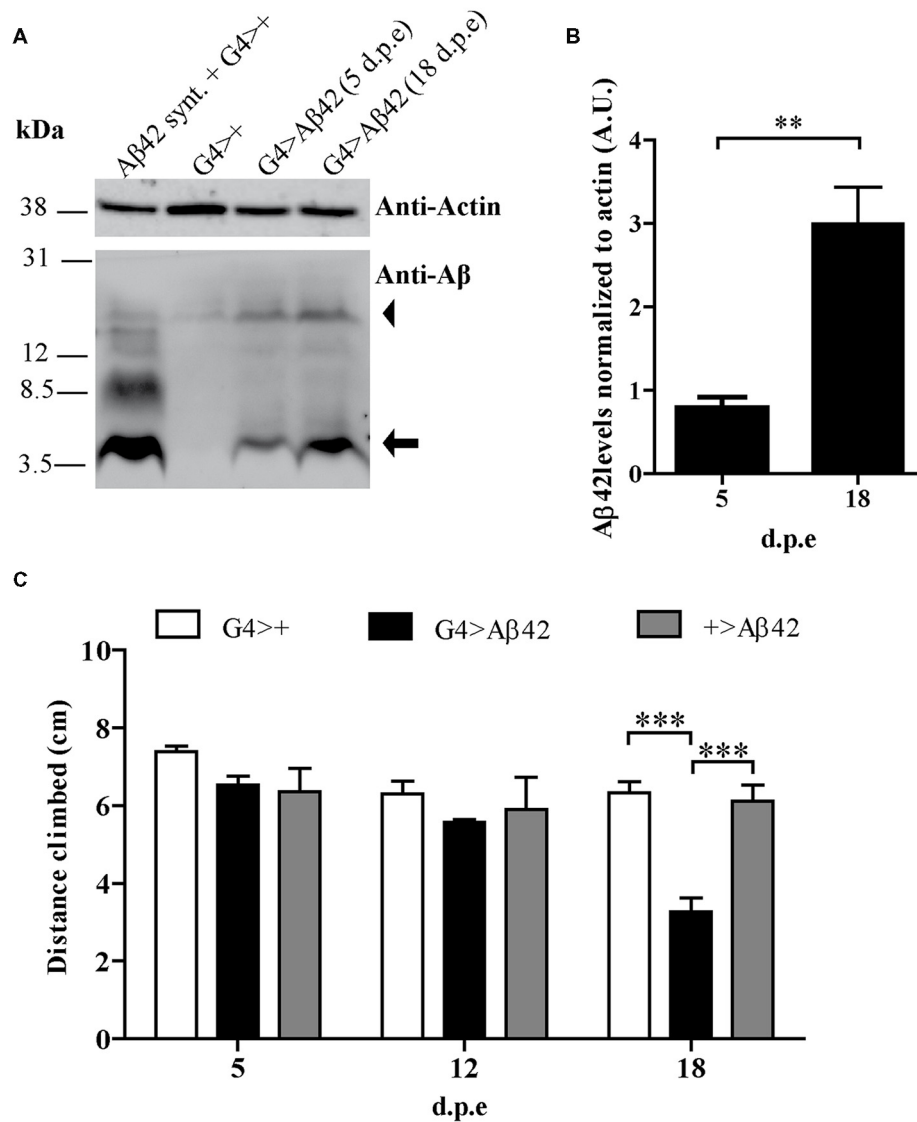 A
Aβ42 synt. + G4>+
G4>+
G4>Aβ42 (5 d.p.e)
G4>Aβ42 (18 d.p.e)
kDa
38
Anti-Actin
31
Anti-Aβ
12
8.5
3.5
B
Aβ42levels normalized to actin (A.U.)
4
3
2
1
0
**
5
18
d.p.e
C
G4>+
G4>Aβ42
+>Aβ42
Distance climbed (cm)
10
8
6
4
2
0
***
***
5
12
18
d.p.e